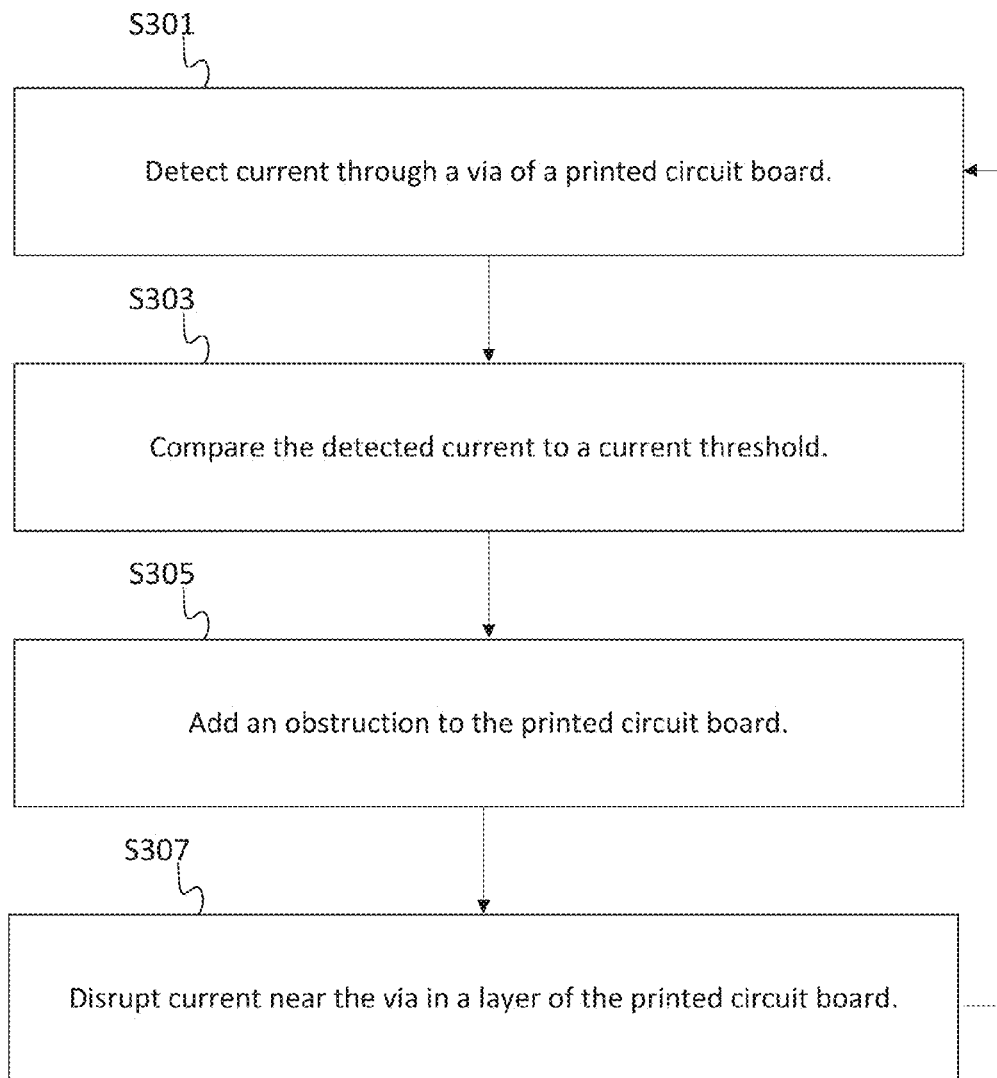 S301
Detect current through a via of a printed circuit board.
S303
Compare the detected current to a current threshold.
S305
Add an obstruction to the printed circuit board.
S307
Disrupt current near the via in a layer of the printed circuit board.